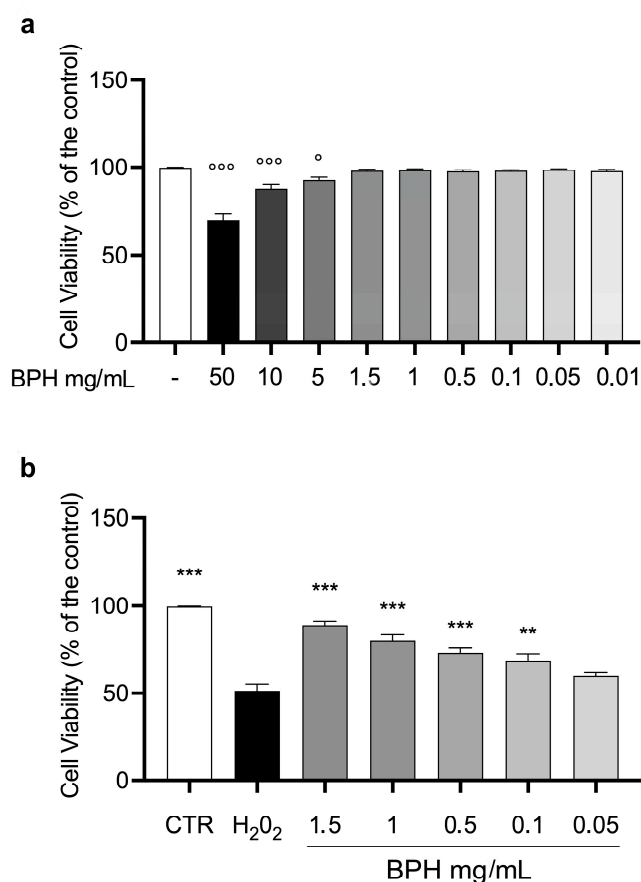 a
Cell Viability (% of the control)
150
100
50
0
°°°
°°°
°
BPH mg/mL - 50 10 5 1.5 1 0.5 0.1 0.05 0.01
b
Cell Viability (% of the control)
150
100
50
0
***
***
***
***
**
CTR H₂0₂ 1.5 1 0.5 0.1 0.05
BPH mg/mL